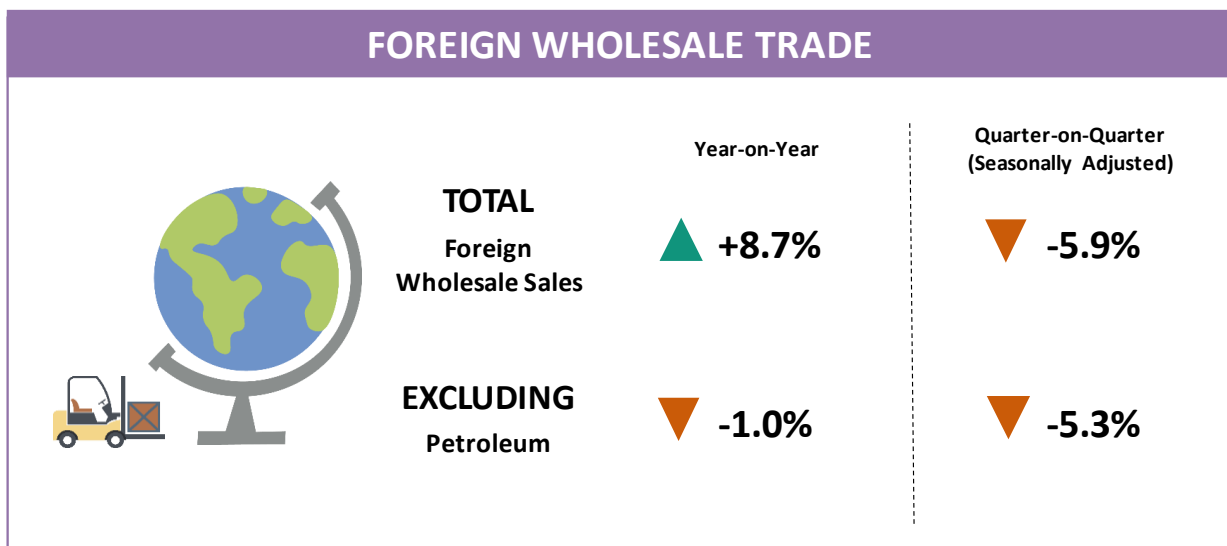 FOREIGN WHOLESALE TRADE
Year-on-Year
Quarter-on-Quarter
(Seasonally Adjusted)
TOTAL
Foreign
Wholesale Sales
+8.7%
-5.9%
EXCLUDING
Petroleum
-1.0%
-5.3%